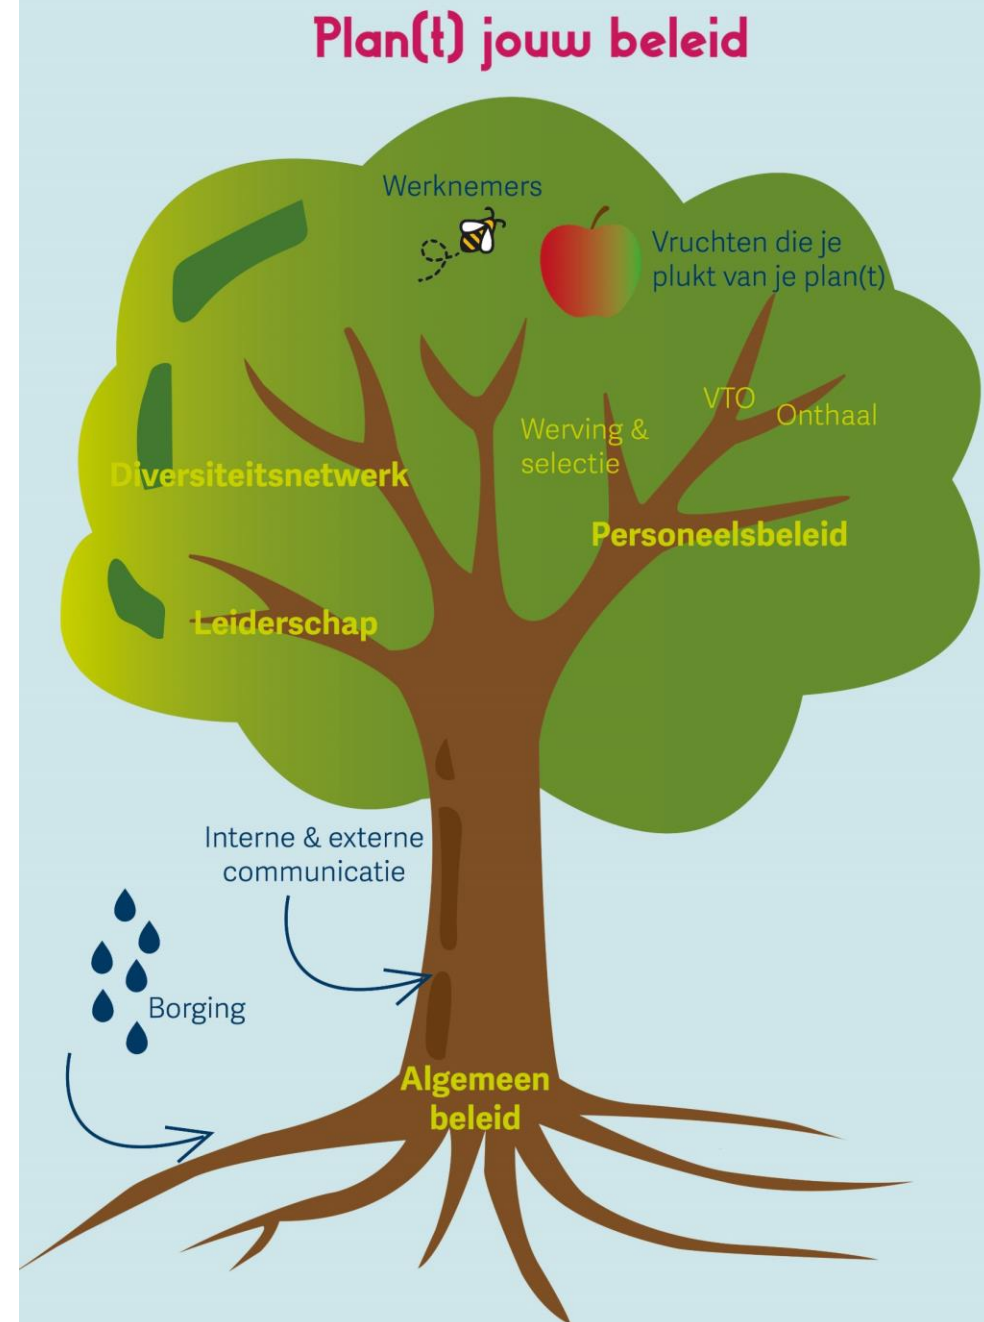 Plan(t) jouw beleid
Werknemers
Vruchten die je
plukt van je plan(t)
VTO
Onthaal
Werving &
selectie
Diversiteitsnetwerk
Personeelsbeleid
Leiderschap
Interne & externe
communicatie
Borging
Algemeen
beleid